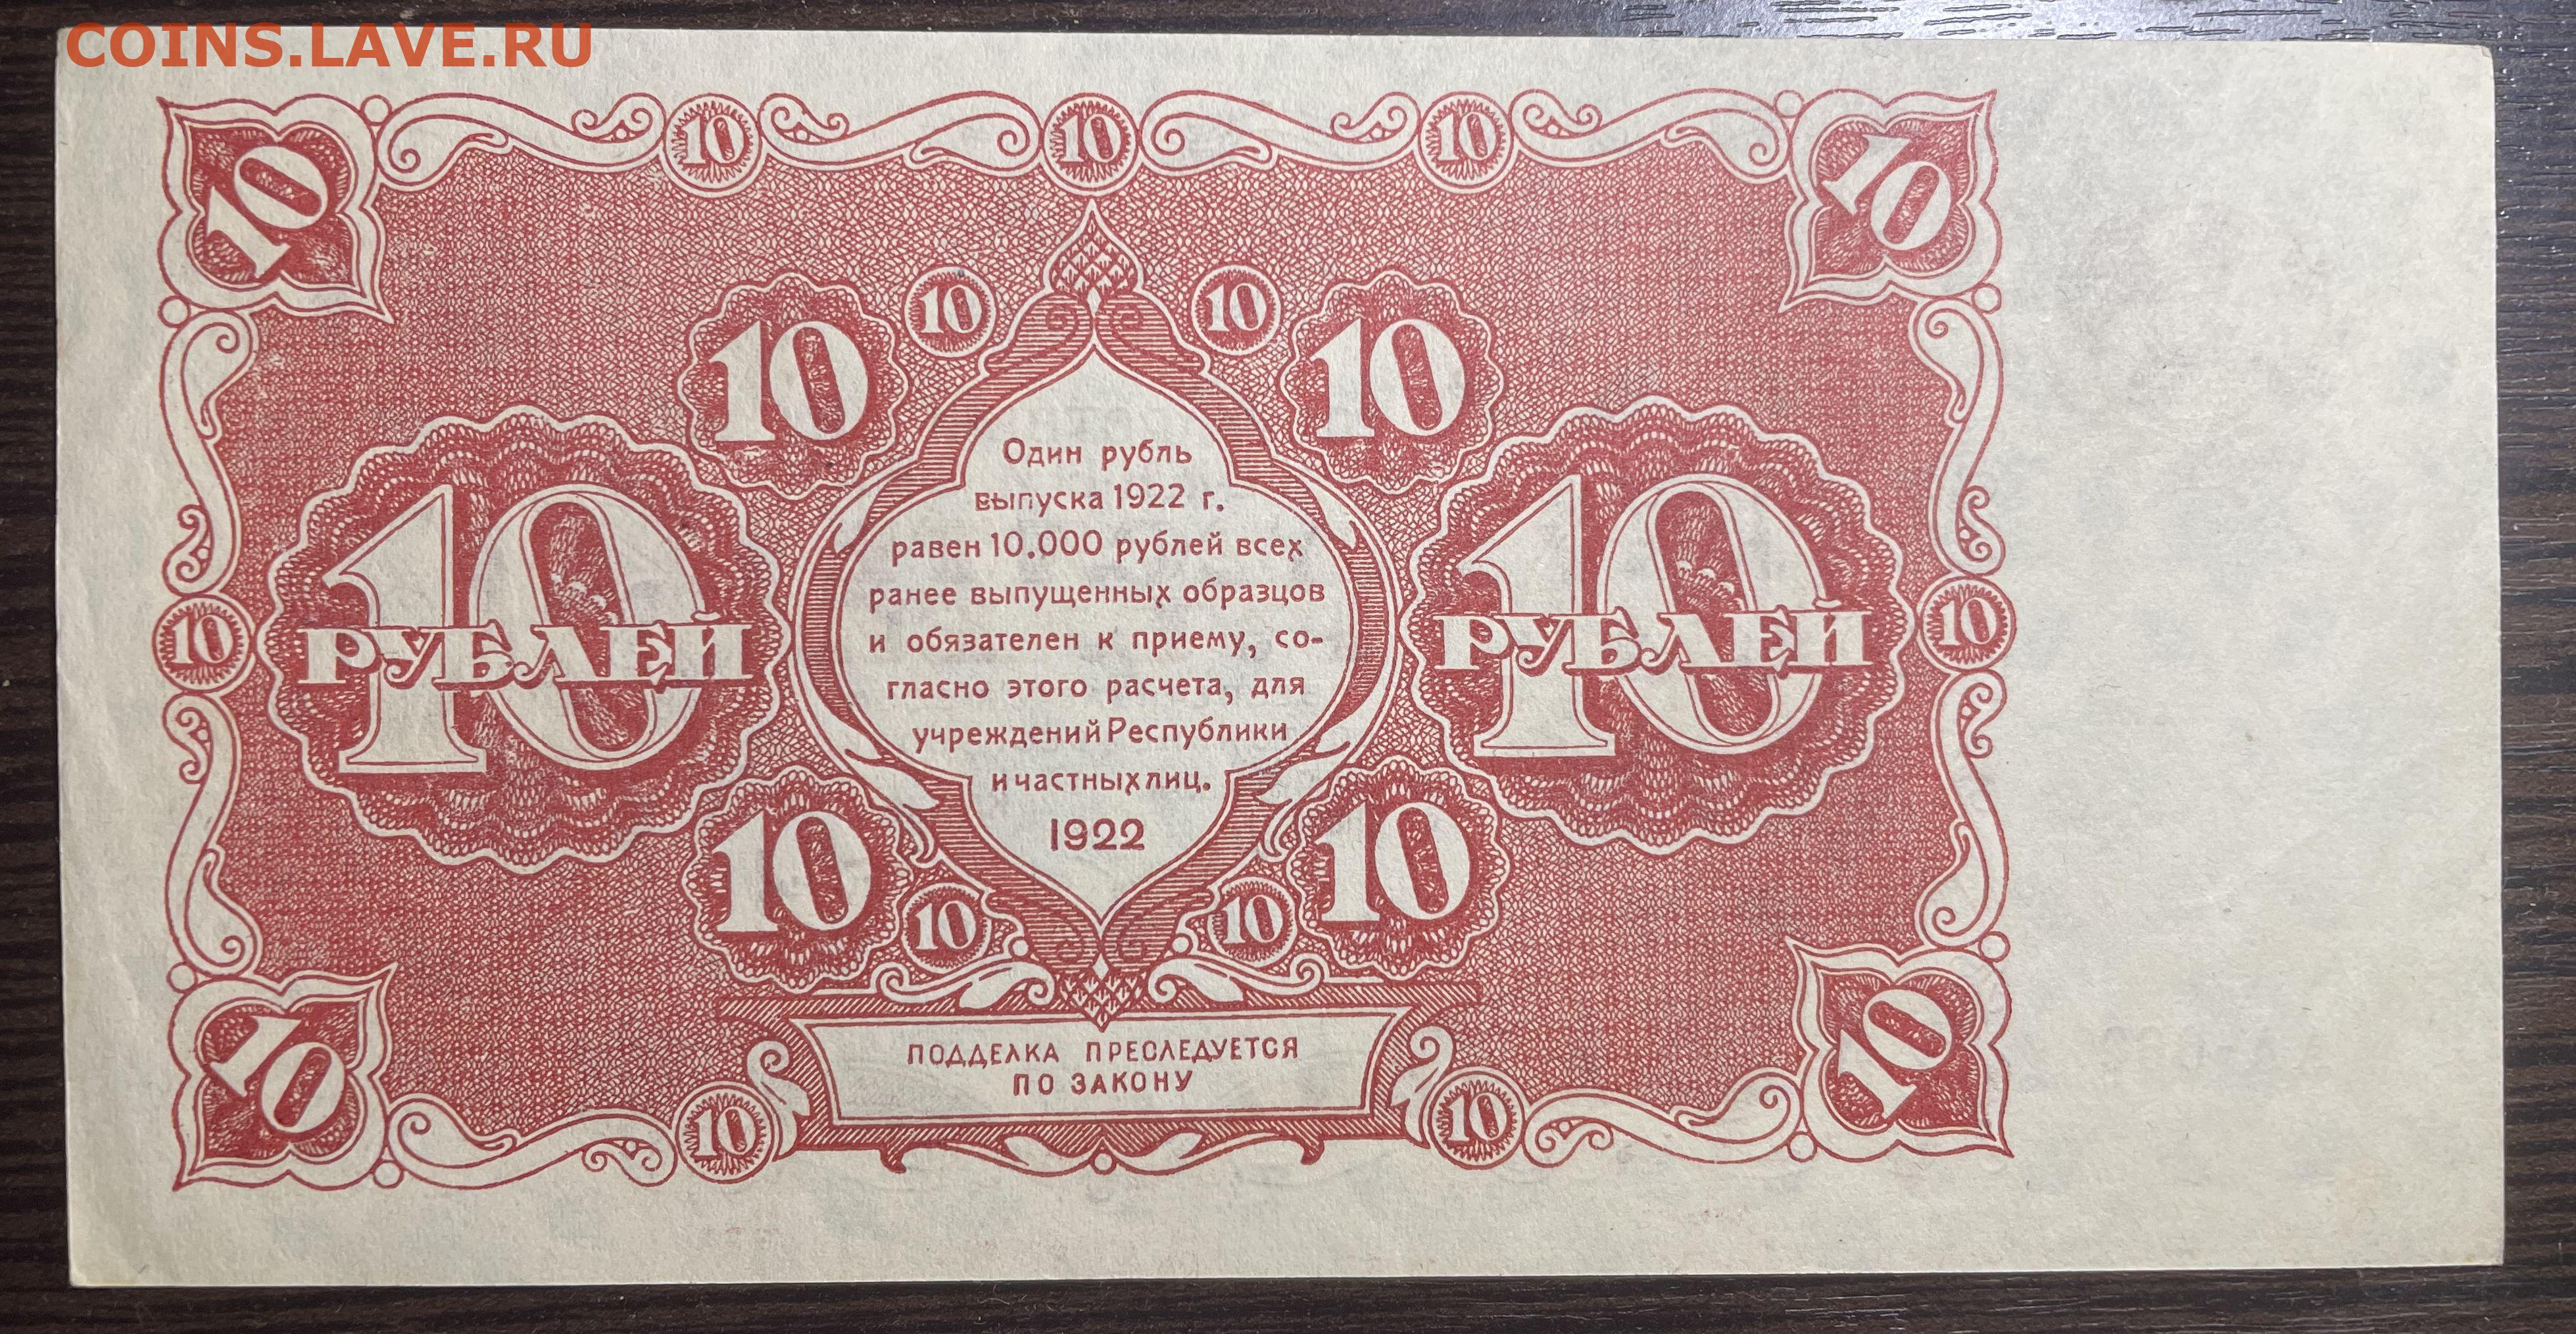 COINS.LAVE.RU
10 10 10 10 10
10 10 10 10
Один рубль
выпуска 1922 г.
равен 10.000 рублей всех
ранее выпущенных образцов
и обязателен к приему, со-
гласно этого расчета, для
учреждений Республики
и частных лиц.
1922
10 10 РУБЛЕЙ
10 РУБЛЕЙ 10
10 10 10 10
ПОДДЕЛКА ПРЕСЛЕДУЕТСЯ
ПО ЗАКОНУ
10 10 10 10